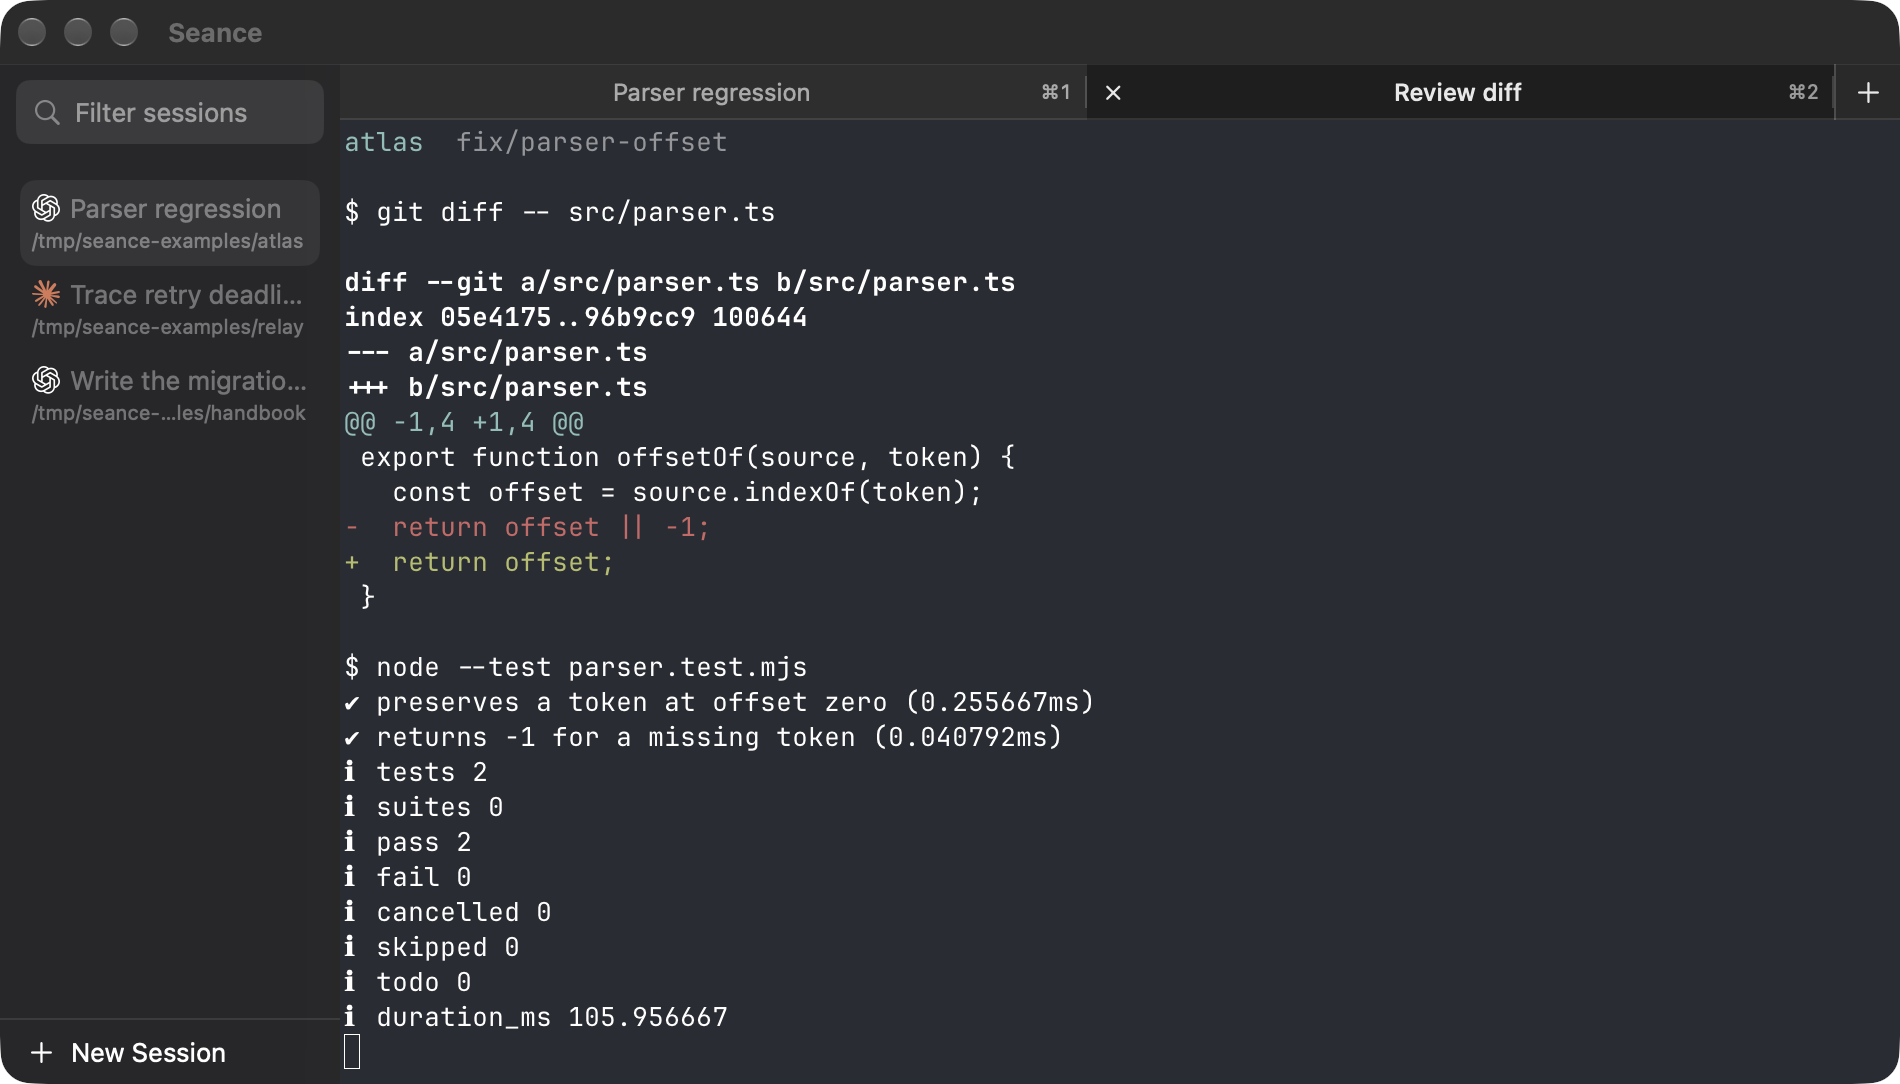 Seance
Filter sessions
Parser regression
/tmp/seance-examples/atlas
Trace retry deadli...
/tmp/seance-examples/relay
Write the migratio...
/tmp/seance-...les/handbook
+ New Session
Parser regression ⌘1
× Review diff ⌘2 +
atlas  fix/parser-offset
$ git diff -- src/parser.ts
diff --git a/src/parser.ts b/src/parser.ts
index 05e4175..96b9cc9 100644
--- a/src/parser.ts
+++ b/src/parser.ts
@@ -1,4 +1,4 @@
 export function offsetOf(source, token) {
   const offset = source.indexOf(token);
-  return offset || -1;
+  return offset;
 }
$ node --test parser.test.mjs
✔ preserves a token at offset zero (0.255667ms)
✔ returns -1 for a missing token (0.040792ms)
ℹ tests 2
ℹ suites 0
ℹ pass 2
ℹ fail 0
ℹ cancelled 0
ℹ skipped 0
ℹ todo 0
ℹ duration_ms 105.956667